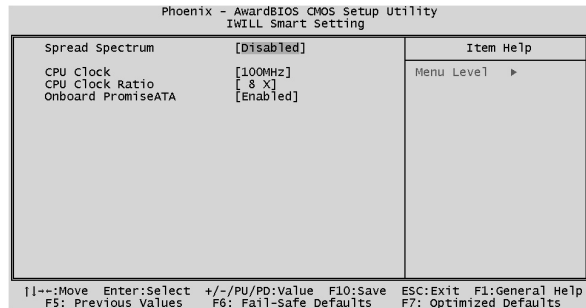 Phoenix - AwardBIOS CMOS Setup Utility
IWILL Smart Setting
Spread Spectrum [Disabled]
Item Help
CPU Clock [100MHz]
Menu Level ▶
CPU Clock Ratio [ 8 X]
Onboard PromiseATA [Enabled]
↑↓→←:Move Enter:Select +/-/PU/PD:Value F10:Save ESC:Exit F1:General Help
F5: Previous Values F6: Fail-Safe Defaults F7: Optimized Defaults